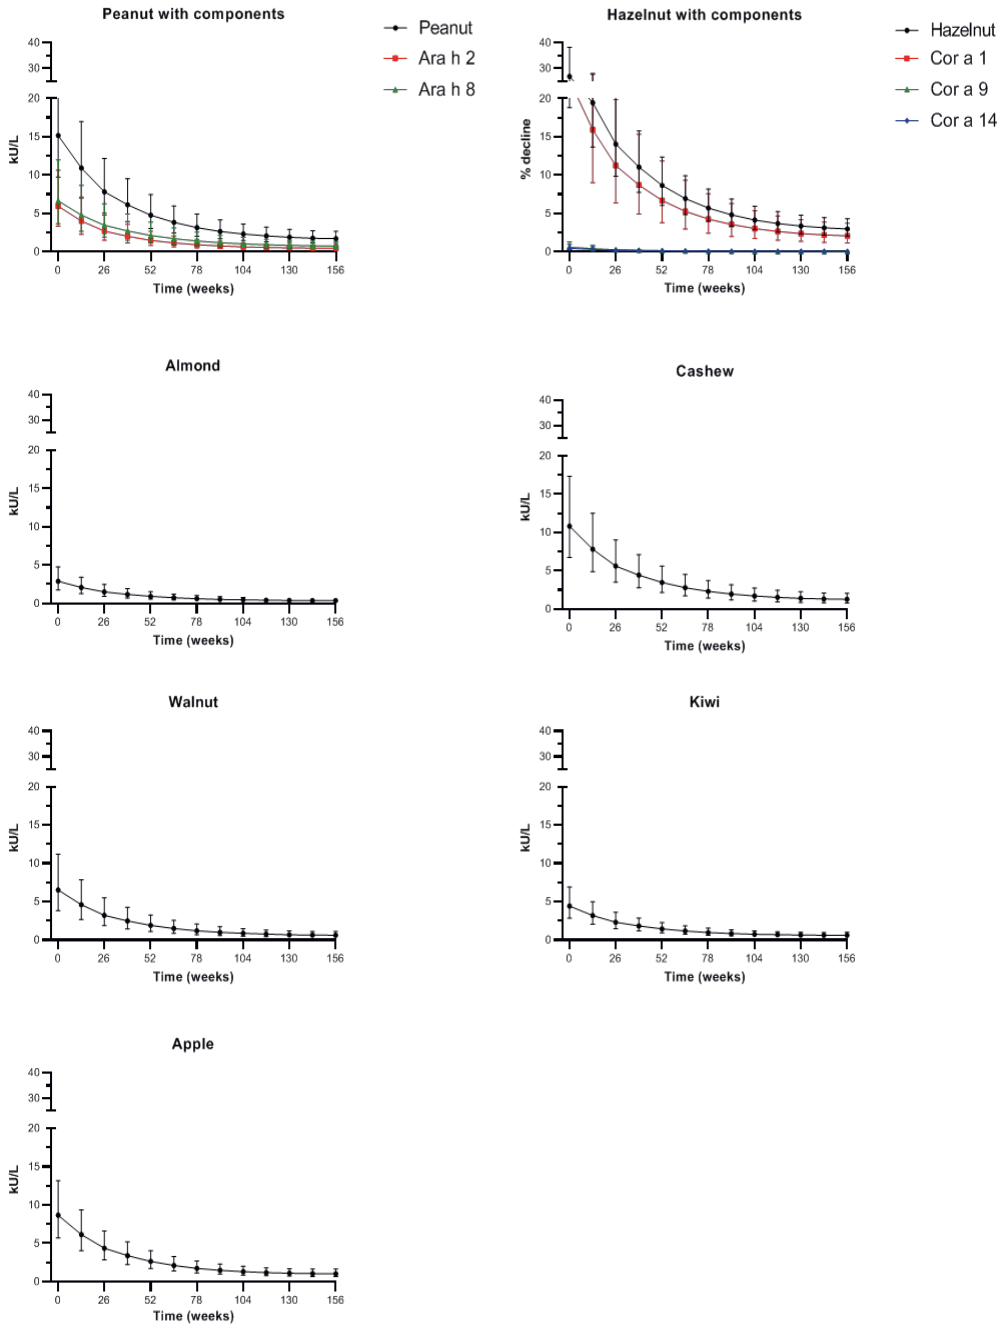 Peanut with components
Peanut
Ara h 2
Ara h 8
40
30
20
15
10
5
0
kU/L
0 26 52 78 104 130 156
Time (weeks)
Hazelnut with components
Hazelnut
Cor a 1
Cor a 9
Cor a 14
40
30
20
15
10
5
0
% decline
0 26 52 78 104 130 156
Time (weeks)
Almond
40
30
20
15
10
5
0
kU/L
0 26 52 78 104 130 156
Time (weeks)
Cashew
40
30
20
15
10
5
0
kU/L
0 26 52 78 104 130 156
Time (weeks)
Walnut
40
30
20
15
10
5
0
kU/L
0 26 52 78 104 130 156
Time (weeks)
Kiwi
40
30
20
15
10
5
0
kU/L
0 26 52 78 104 130 156
Time (weeks)
Apple
40
30
20
15
10
5
0
kU/L
0 26 52 78 104 130 156
Time (weeks)